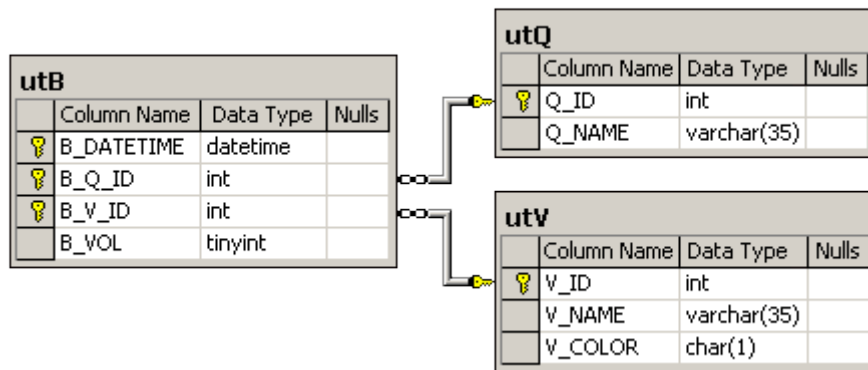 utB
Column Name Data Type Nulls
B_DATETIME datetime
B_Q_ID int
B_V_ID int
B_VOL tinyint
utQ
Column Name Data Type Nulls
Q_ID int
Q_NAME varchar(35)
utV
Column Name Data Type Nulls
V_ID int
V_NAME varchar(35)
V_COLOR char(1)